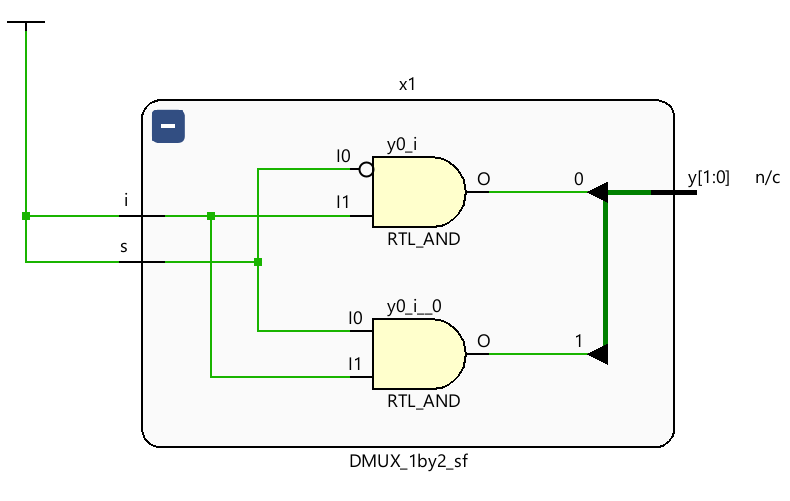 x1
I0
y0_i
i
I1
O
0
y[1:0]
n/c
s
RTL_AND
I0
y0_i__0
I1
O
1
RTL_AND
DMUX_1by2_sf